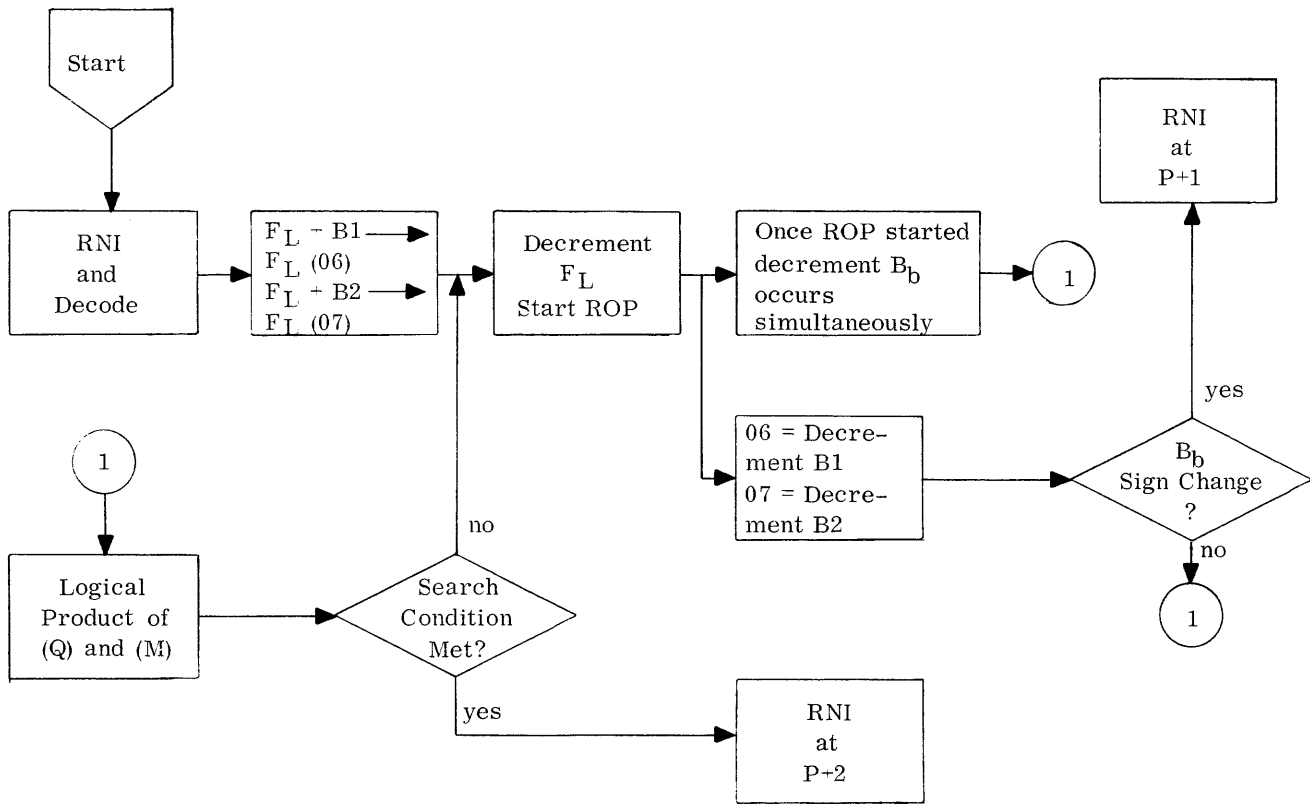 Start
RNI
and
Decode
F_L - B1
F_L (06)
F_L - B2
F_L (07)
Decrement
F_L
Start ROP
Once ROP started
decrement B_b
occurs
simultaneously
1
RNI
at
P+1
yes
06 = Decre-
ment B1
07 = Decre-
ment B2
B_b
Sign Change
?
no
1
1
Logical
Product of
(Q) and (M)
no
Search
Condition
Met?
yes
RNI
at
P+2